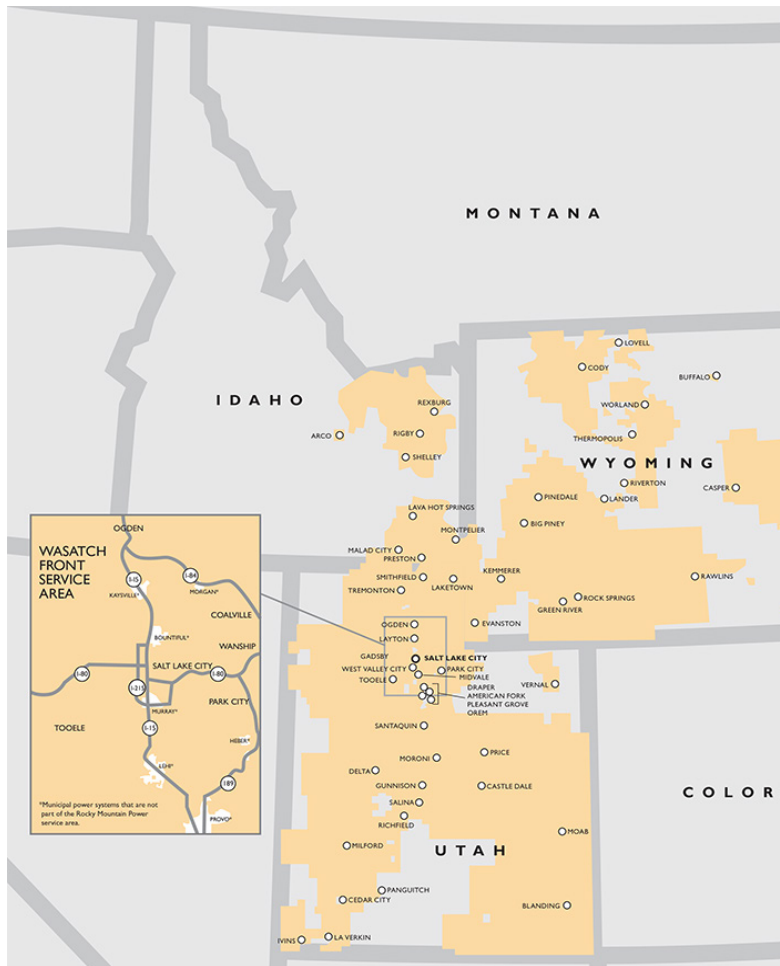 MONTANA
IDAHO
LOVELL
CODY
BUFFALO
REXBURG
WORLAND
ARCO
RIGBY
THERMOPOLIS
SHELLEY
WYOMING
RIVERTON
CASPER
PINEDALE
LANDER
LAVA HOT SPRINGS
BIG PINEY
MONTPELIER
MALAD CITY
PRESTON
SMITHFIELD
KEMMERER
RAWLINS
TREMONTON
LAKETOWN
ROCK SPRINGS
GREEN RIVER
OGDEN
EVANSTON
LAYTON
GADSBY
SALT LAKE CITY
WEST VALLEY CITY
PARK CITY
TOOELE
MIDVALE
VERNAL
DRAPER
AMERICAN FORK
PLEASANT GROVE
OREM
SANTAQUIN
MORONI
PRICE
DELTA
GUNNISON
CASTLE DALE
COLOR
SALINA
RICHFIELD
MOAB
MILFORD
UTAH
PANGUITCH
CEDAR CITY
BLANDING
IVINS
LA VERKIN
OGDEN
WASATCH
FRONT
SERVICE
AREA
I-15
I-84
KAYSVILLE*
MORGAN*
COALVILLE
BOUNTIFUL*
WANSHIP
SALT LAKE CITY
I-80
I-80
I-215
PARK CITY
MURRAY*
TOOELE
I-15
HEBER*
LEHI*
189
*Municipal power systems that are not
part of the Rocky Mountain Power
service area.
PROVO*